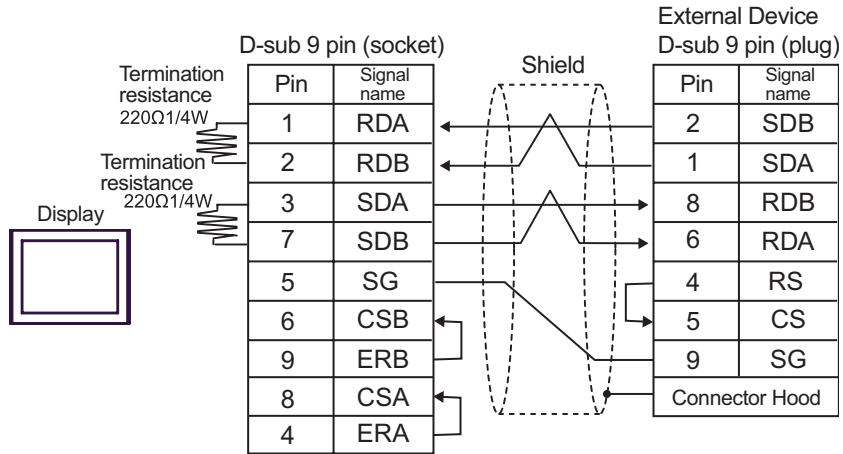 External Device
D-sub 9 pin (socket)
Shield
D-sub 9 pin (plug)
Termination
resistance
220Ω1/4W
Termination
resistance
220Ω1/4W
Display
Pin Signal name
1 RDA
2 RDB
3 SDA
7 SDB
5 SG
6 CSB
9 ERB
8 CSA
4 ERA
Pin Signal name
2 SDB
1 SDA
8 RDB
6 RDA
4 RS
5 CS
9 SG
Connector Hood